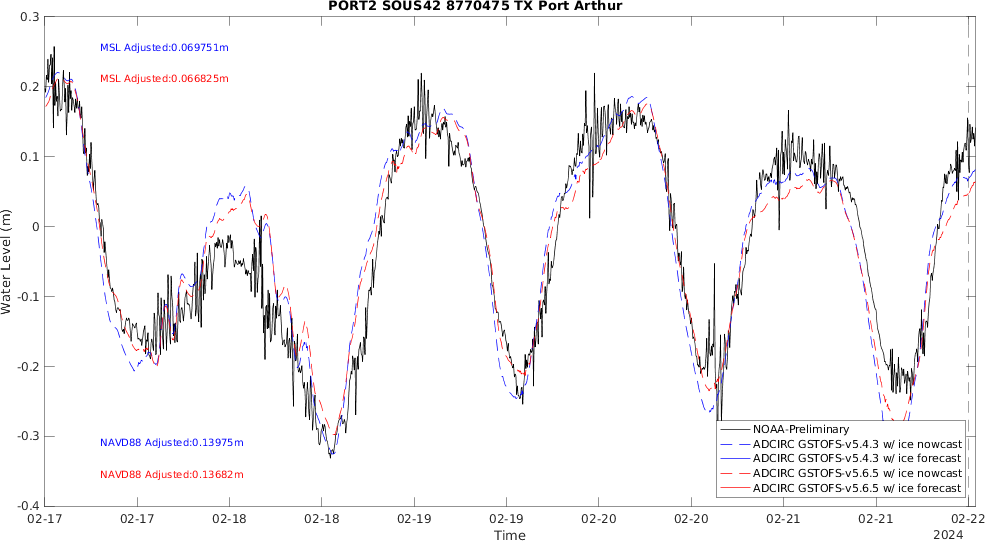 PORT2 SOUS42 8770475 TX Port Arthur
0.3
MSL Adjusted:0.069751m
MSL Adjusted:0.066825m
0.2
0.1
0
-0.1
-0.2
-0.3
-0.4
Water Level (m)
NAVD88 Adjusted:0.13975m
NAVD88 Adjusted:0.13682m
NOAA-Preliminary
ADCIRC GSTOFS-v5.4.3 w/ ice nowcast
ADCIRC GSTOFS-v5.4.3 w/ ice forecast
ADCIRC GSTOFS-v5.6.5 w/ ice nowcast
ADCIRC GSTOFS-v5.6.5 w/ ice forecast
02-17 02-17 02-18 02-18 02-19 02-19 02-20 02-20 02-21 02-21 02-22
2024
Time